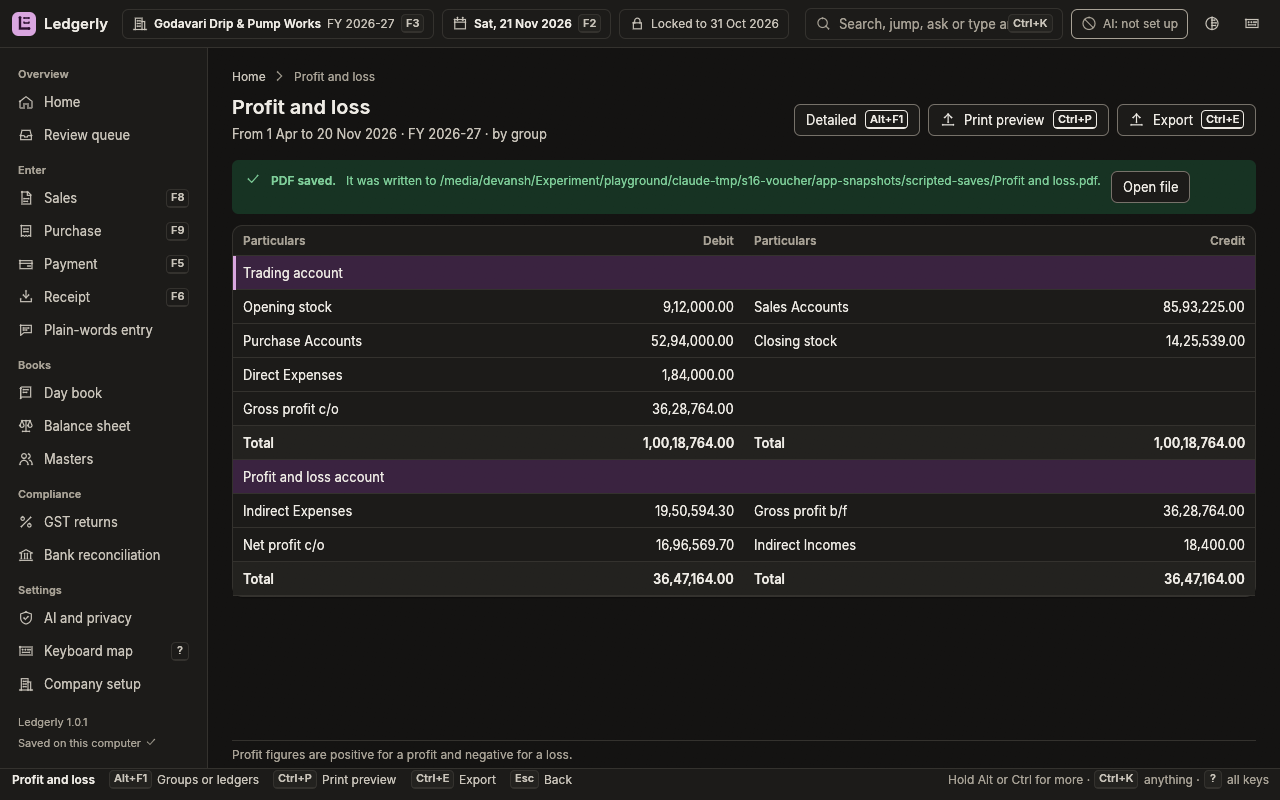 Ledgerly
Godavari Drip & Pump Works FY 2026-27 F3
Sat, 21 Nov 2026 F2
Locked to 31 Oct 2026
Search, jump, ask or type a Ctrl+K
AI: not set up
Overview
Home
Review queue
Enter
Sales F8
Purchase F9
Payment F5
Receipt F6
Plain-words entry
Books
Day book
Balance sheet
Masters
Compliance
GST returns
Bank reconciliation
Settings
AI and privacy
Keyboard map ?
Company setup
Ledgerly 1.0.1
Saved on this computer
Home Profit and loss
Profit and loss
From 1 Apr to 20 Nov 2026 · FY 2026-27 · by group
Detailed Alt+F1
Print preview Ctrl+P
Export Ctrl+E
PDF saved. It was written to /media/devansh/Experiment/playground/claude-tmp/s16-voucher/app-snapshots/scripted-saves/Profit and loss.pdf. Open file
Particulars Debit Particulars Credit
Trading account
Opening stock 9,12,000.00 Sales Accounts 85,93,225.00
Purchase Accounts 52,94,000.00 Closing stock 14,25,539.00
Direct Expenses 1,84,000.00
Gross profit c/o 36,28,764.00
Total 1,00,18,764.00 Total 1,00,18,764.00
Profit and loss account
Indirect Expenses 19,50,594.30 Gross profit b/f 36,28,764.00
Net profit c/o 16,96,569.70 Indirect Incomes 18,400.00
Total 36,47,164.00 Total 36,47,164.00
Profit figures are positive for a profit and negative for a loss.
Profit and loss Alt+F1 Groups or ledgers Ctrl+P Print preview Ctrl+E Export Esc Back Hold Alt or Ctrl for more · Ctrl+K anything · ? all keys